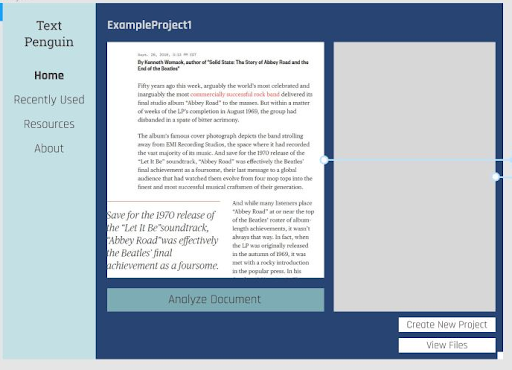 Text
Penguin
Home
Recently Used
Resources
About
ExampleProject1
By Kenneth Womack, author of "Solid State: The Story of Abbey Road and the
End of the Beatles"
Fifty years ago this week, arguably the world's most celebrated and
inarguably the most commercially successful rock band delivered its
final studio album "Abbey Road" to the masses. But within a matter
of weeks of the LP's completion in August 1969, the group had
disbanded in a spate of bitter acrimony.
The album's famous cover photograph depicts the band strolling
away from EMI Recording Studios, the space where it had recorded
the vast majority of its music. And save for the 1970 release of the
"Let It Be" soundtrack, "Abbey Road" was effectively the Beatles'
final achievement as a foursome, their last message to a global
audience that had watched them evolve from four mop tops into the
finest and most successful musical craftsmen of their generation.
Save for the 1970 release of
the "Let It Be"soundtrack,
"Abbey Road"was effectively
the Beatles' final
achievement as a foursome.
And while many listeners place
"Abbey Road" at or near the top
of the Beatles' roster of album-
length achievements, it wasn't
always that way. In fact, when
the LP was originally released
in the autumn of 1969, it was
met with a rocky introduction
in the popular press. In his
Analyze Document
Create New Project
View Files